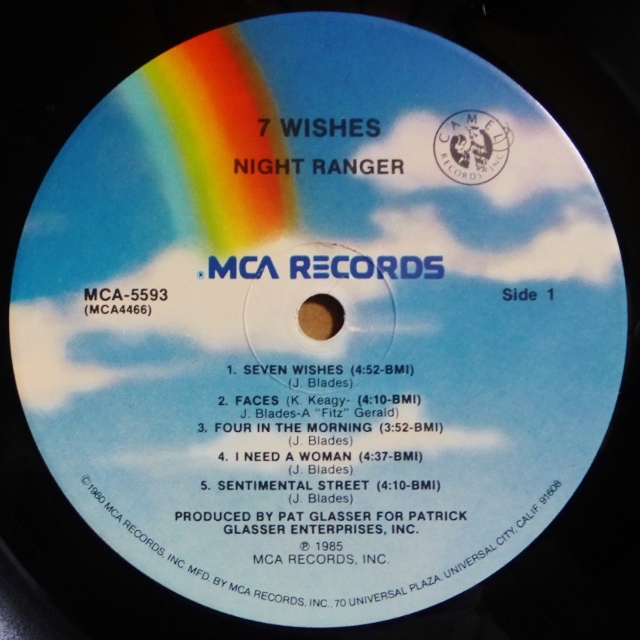 7 WISHES
NIGHT RANGER
CAMEL
RECORDS, INC.
MCA RECORDS
MCA-5593
(MCA4466)
Side 1
1. SEVEN WISHES (4:52-BMI)
(J. Blades)
2. FACES (K. Keagy- (4:10-BMI)
J. Blades-A "Fitz" Gerald)
3. FOUR IN THE MORNING (3:52-BMI)
(J. Blades)
4. I NEED A WOMAN (4:37-BMI)
(J. Blades)
5. SENTIMENTAL STREET (4:10-BMI)
(J. Blades)
PRODUCED BY PAT GLASSER FOR PATRICK
GLASSER ENTERPRISES, INC.
℗ 1985
MCA RECORDS, INC.
© 1980 MCA RECORDS, INC. MFD. BY MCA RECORDS, INC., 70 UNIVERSAL PLAZA, UNIVERSAL CITY, CALIF. 91608